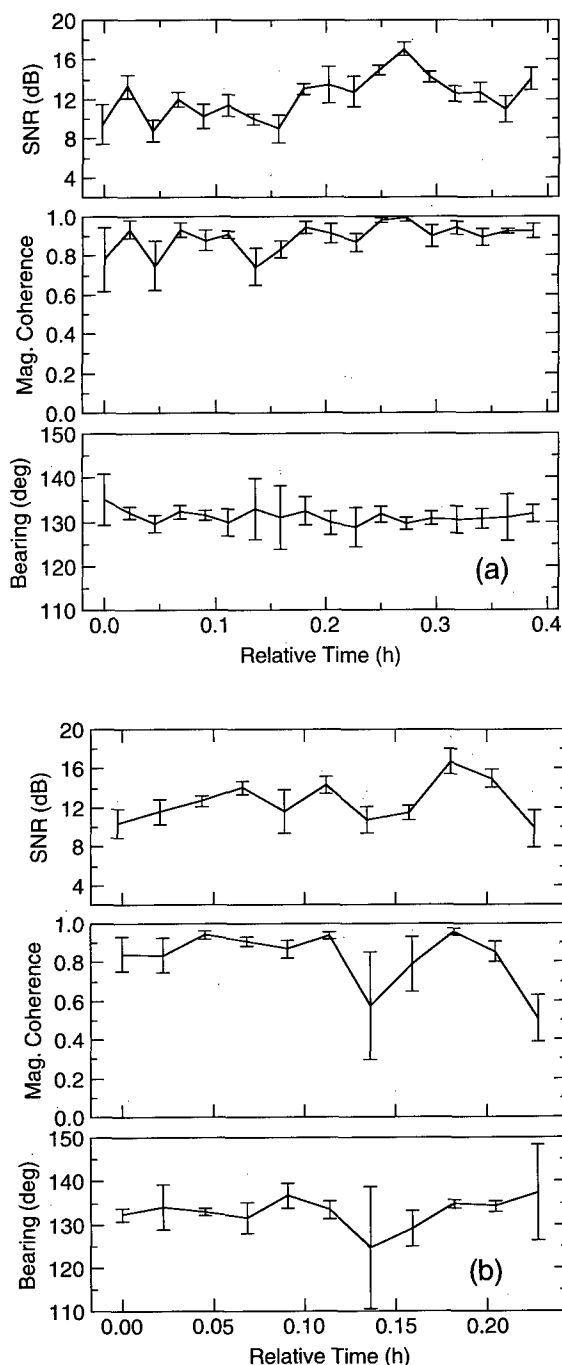 20
16
12
8
4
SNR (dB)
1.0
0.8
0.6
0.4
0.2
0.0
Mag. Coherence
150
140
130
120
110
Bearing (deg)
(a)
0.0 0.1 0.2 0.3 0.4
Relative Time (h)
20
16
12
8
4
SNR (dB)
1.0
0.8
0.6
0.4
0.2
0.0
Mag. Coherence
150
140
130
120
110
Bearing (deg)
(b)
0.00 0.05 0.10 0.15 0.20
Relative Time (h)